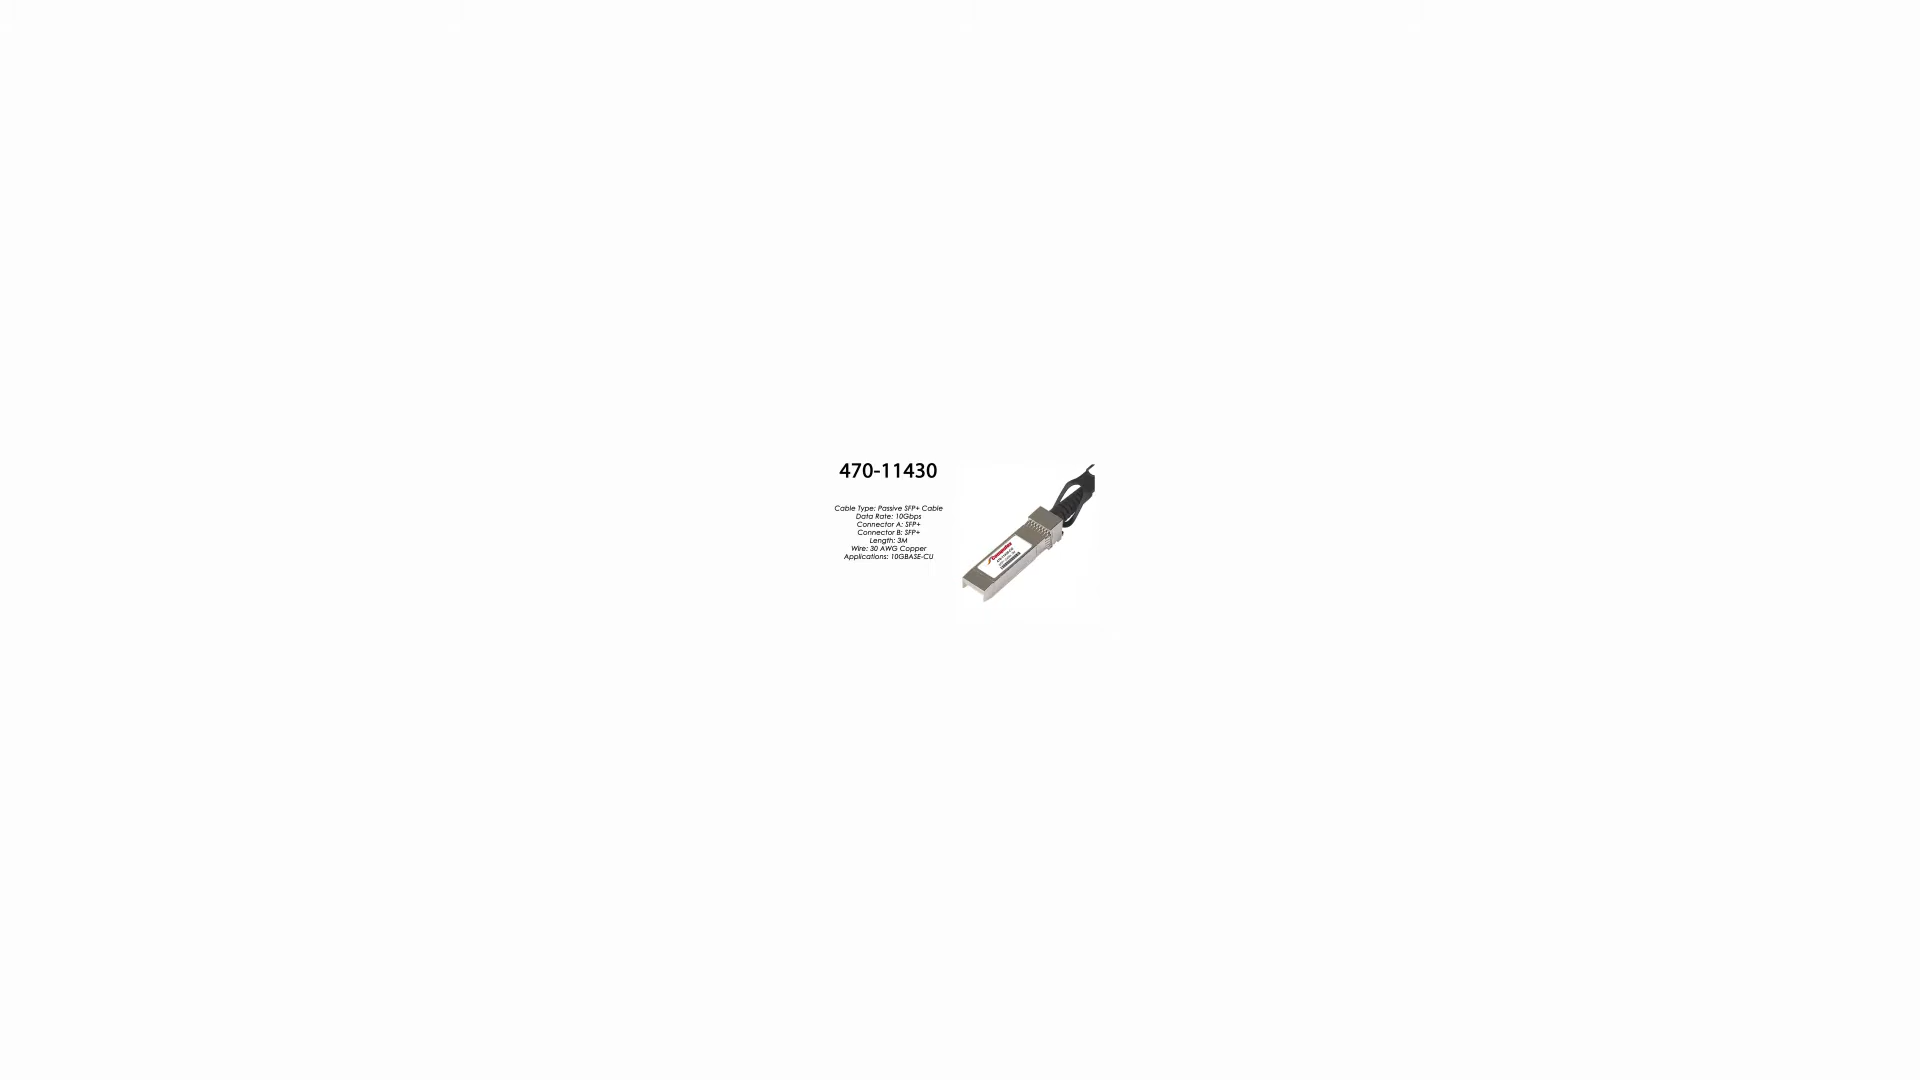 470-11430
Cable Type: Passive SFP+ Cable
Data Rate: 10Gbps
Connector A: SFP+
Connector B: SFP+
Length: 3M
Wire: 30 AWG Copper
Applications: 10GBASE-CU